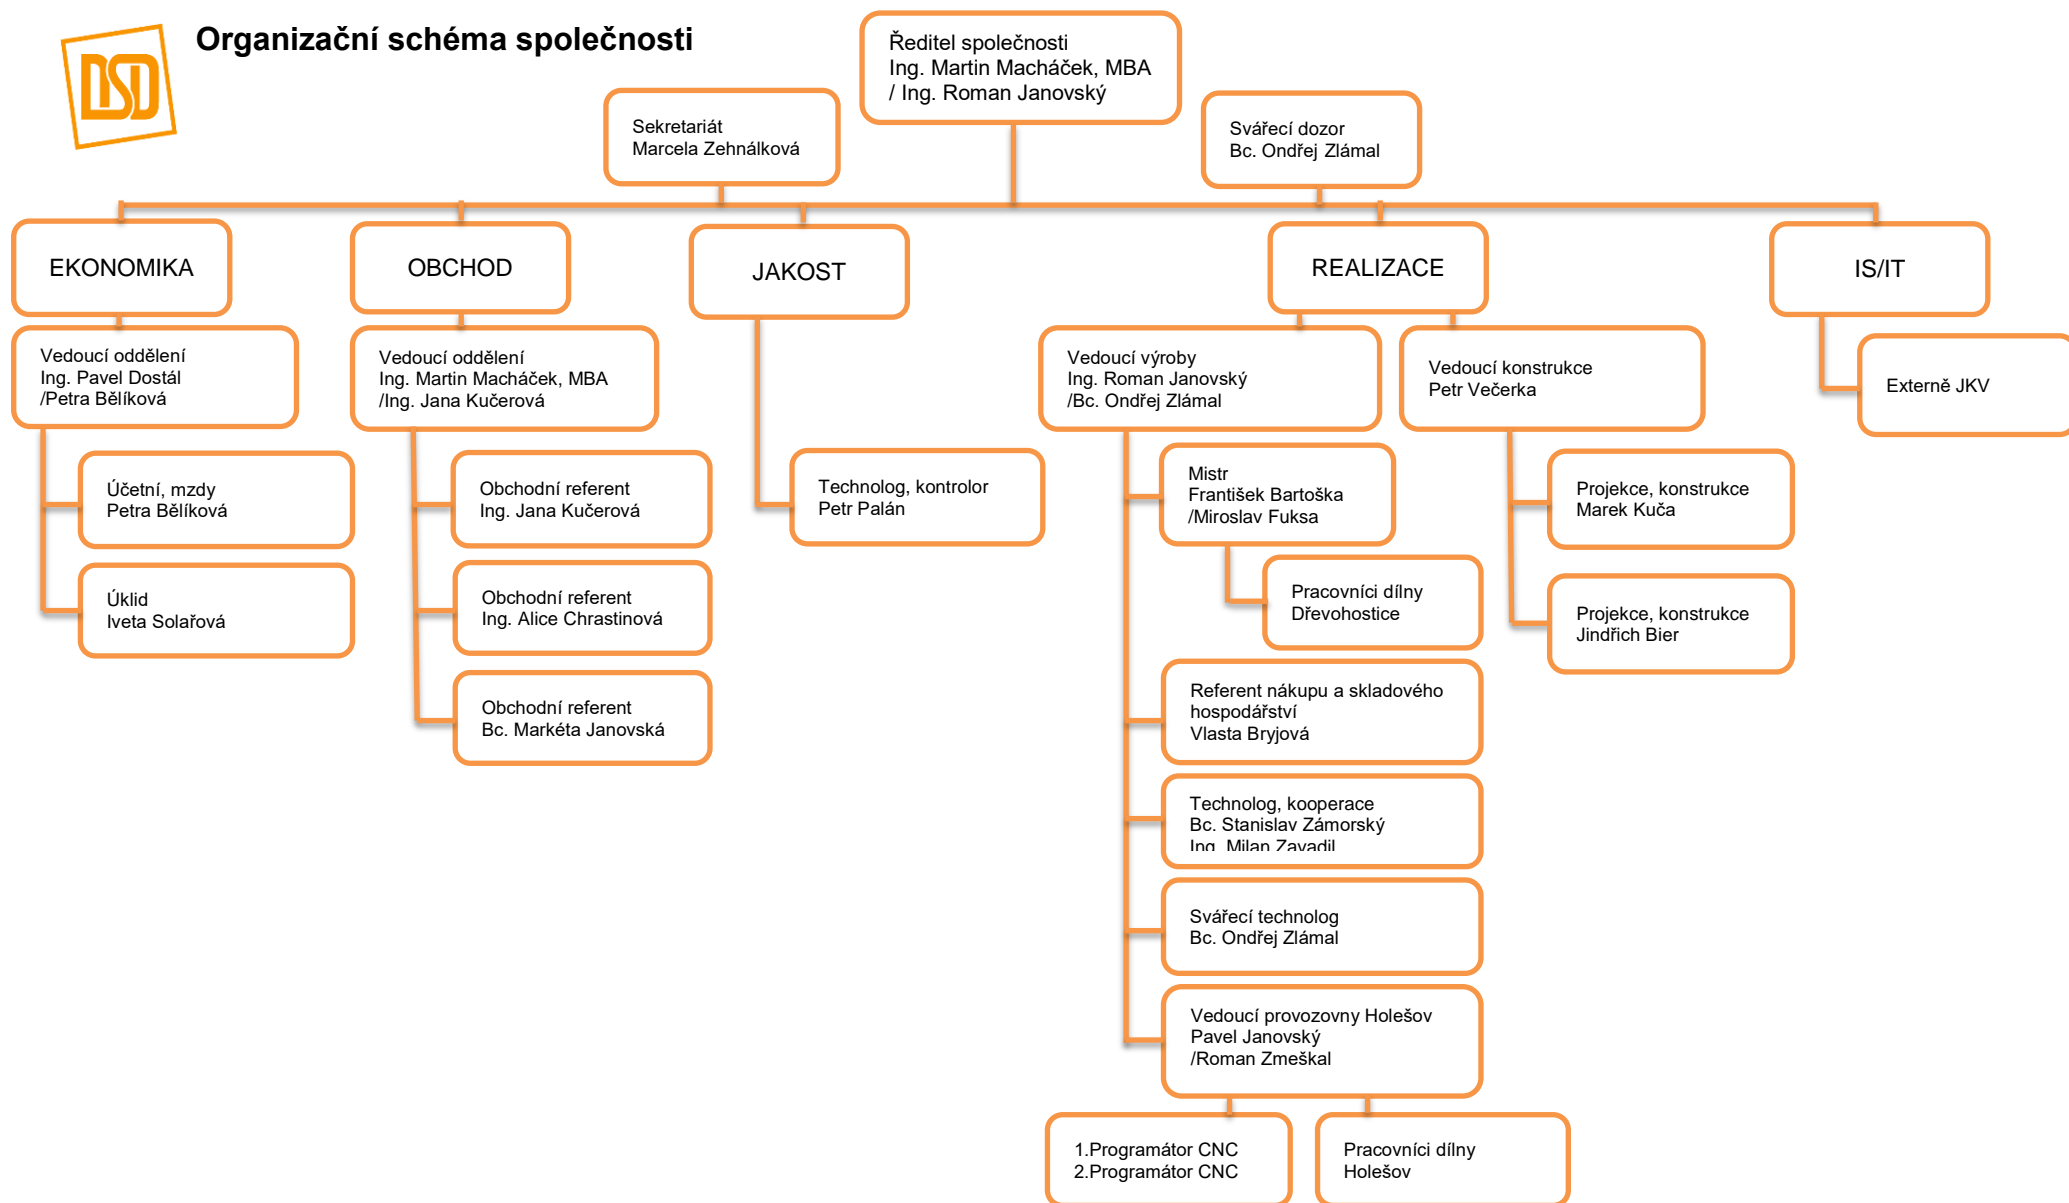 DSD
Organizační schéma společnosti
Ředitel společnosti
Ing. Martin Macháček, MBA
/ Ing. Roman Janovský
Sekretariát
Marcela Zehnálková
Svářecí dozor
Bc. Ondřej Zlámal
EKONOMIKA
OBCHOD
JAKOST
REALIZACE
IS/IT
Vedoucí oddělení
Ing. Pavel Dostál
/Petra Bělíková
Účetní, mzdy
Petra Bělíková
Úklid
Iveta Solařová
Vedoucí oddělení
Ing. Martin Macháček, MBA
/Ing. Jana Kučerová
Obchodní referent
Ing. Jana Kučerová
Obchodní referent
Ing. Alice Chrastinová
Obchodní referent
Bc. Markéta Janovská
Technolog, kontrolor
Petr Palán
Vedoucí výroby
Ing. Roman Janovský
/Bc. Ondřej Zlámal
Mistr
František Bartoška
/Miroslav Fuksa
Pracovníci dílny
Dřevohostice
Referent nákupu a skladového
hospodářství
Vlasta Bryjová
Technolog, kooperace
Bc. Stanislav Zámorský
Ing. Milan Zavadil
Svářecí technolog
Bc. Ondřej Zlámal
Vedoucí provozovny Holešov
Pavel Janovský
/Roman Zmeškal
1.Programátor CNC
2.Programátor CNC
Pracovníci dílny
Holešov
Vedoucí konstrukce
Petr Večerka
Projekce, konstrukce
Marek Kuča
Projekce, konstrukce
Jindřich Bier
Externě JKV